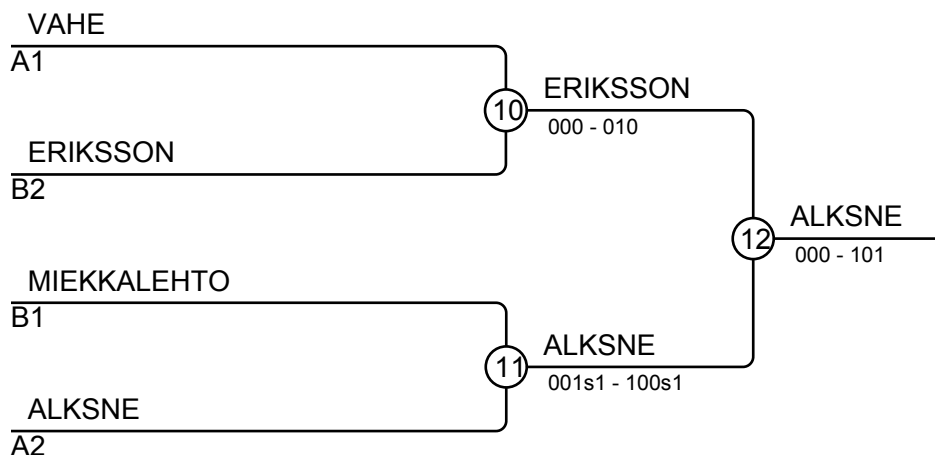 VAHE
A1
10
ERIKSSON
000 - 010
ERIKSSON
B2
12
ALKSNE
000 - 101
MIEKKALEHTO
B1
11
ALKSNE
001s1 - 100s1
ALKSNE
A2